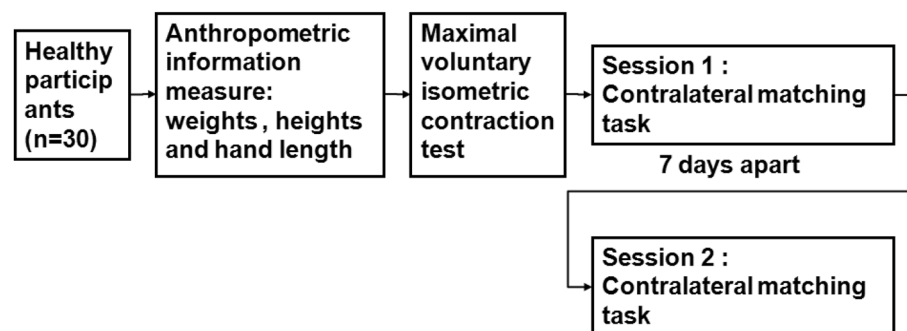 Healthy
particip
ants
(n=30)
Anthropometric
information
measure:
weights , heights
and hand length
Maximal
voluntary
isometric
contraction
test
Session 1 :
Contralateral matching
task
7 days apart
Session 2 :
Contralateral matching
task